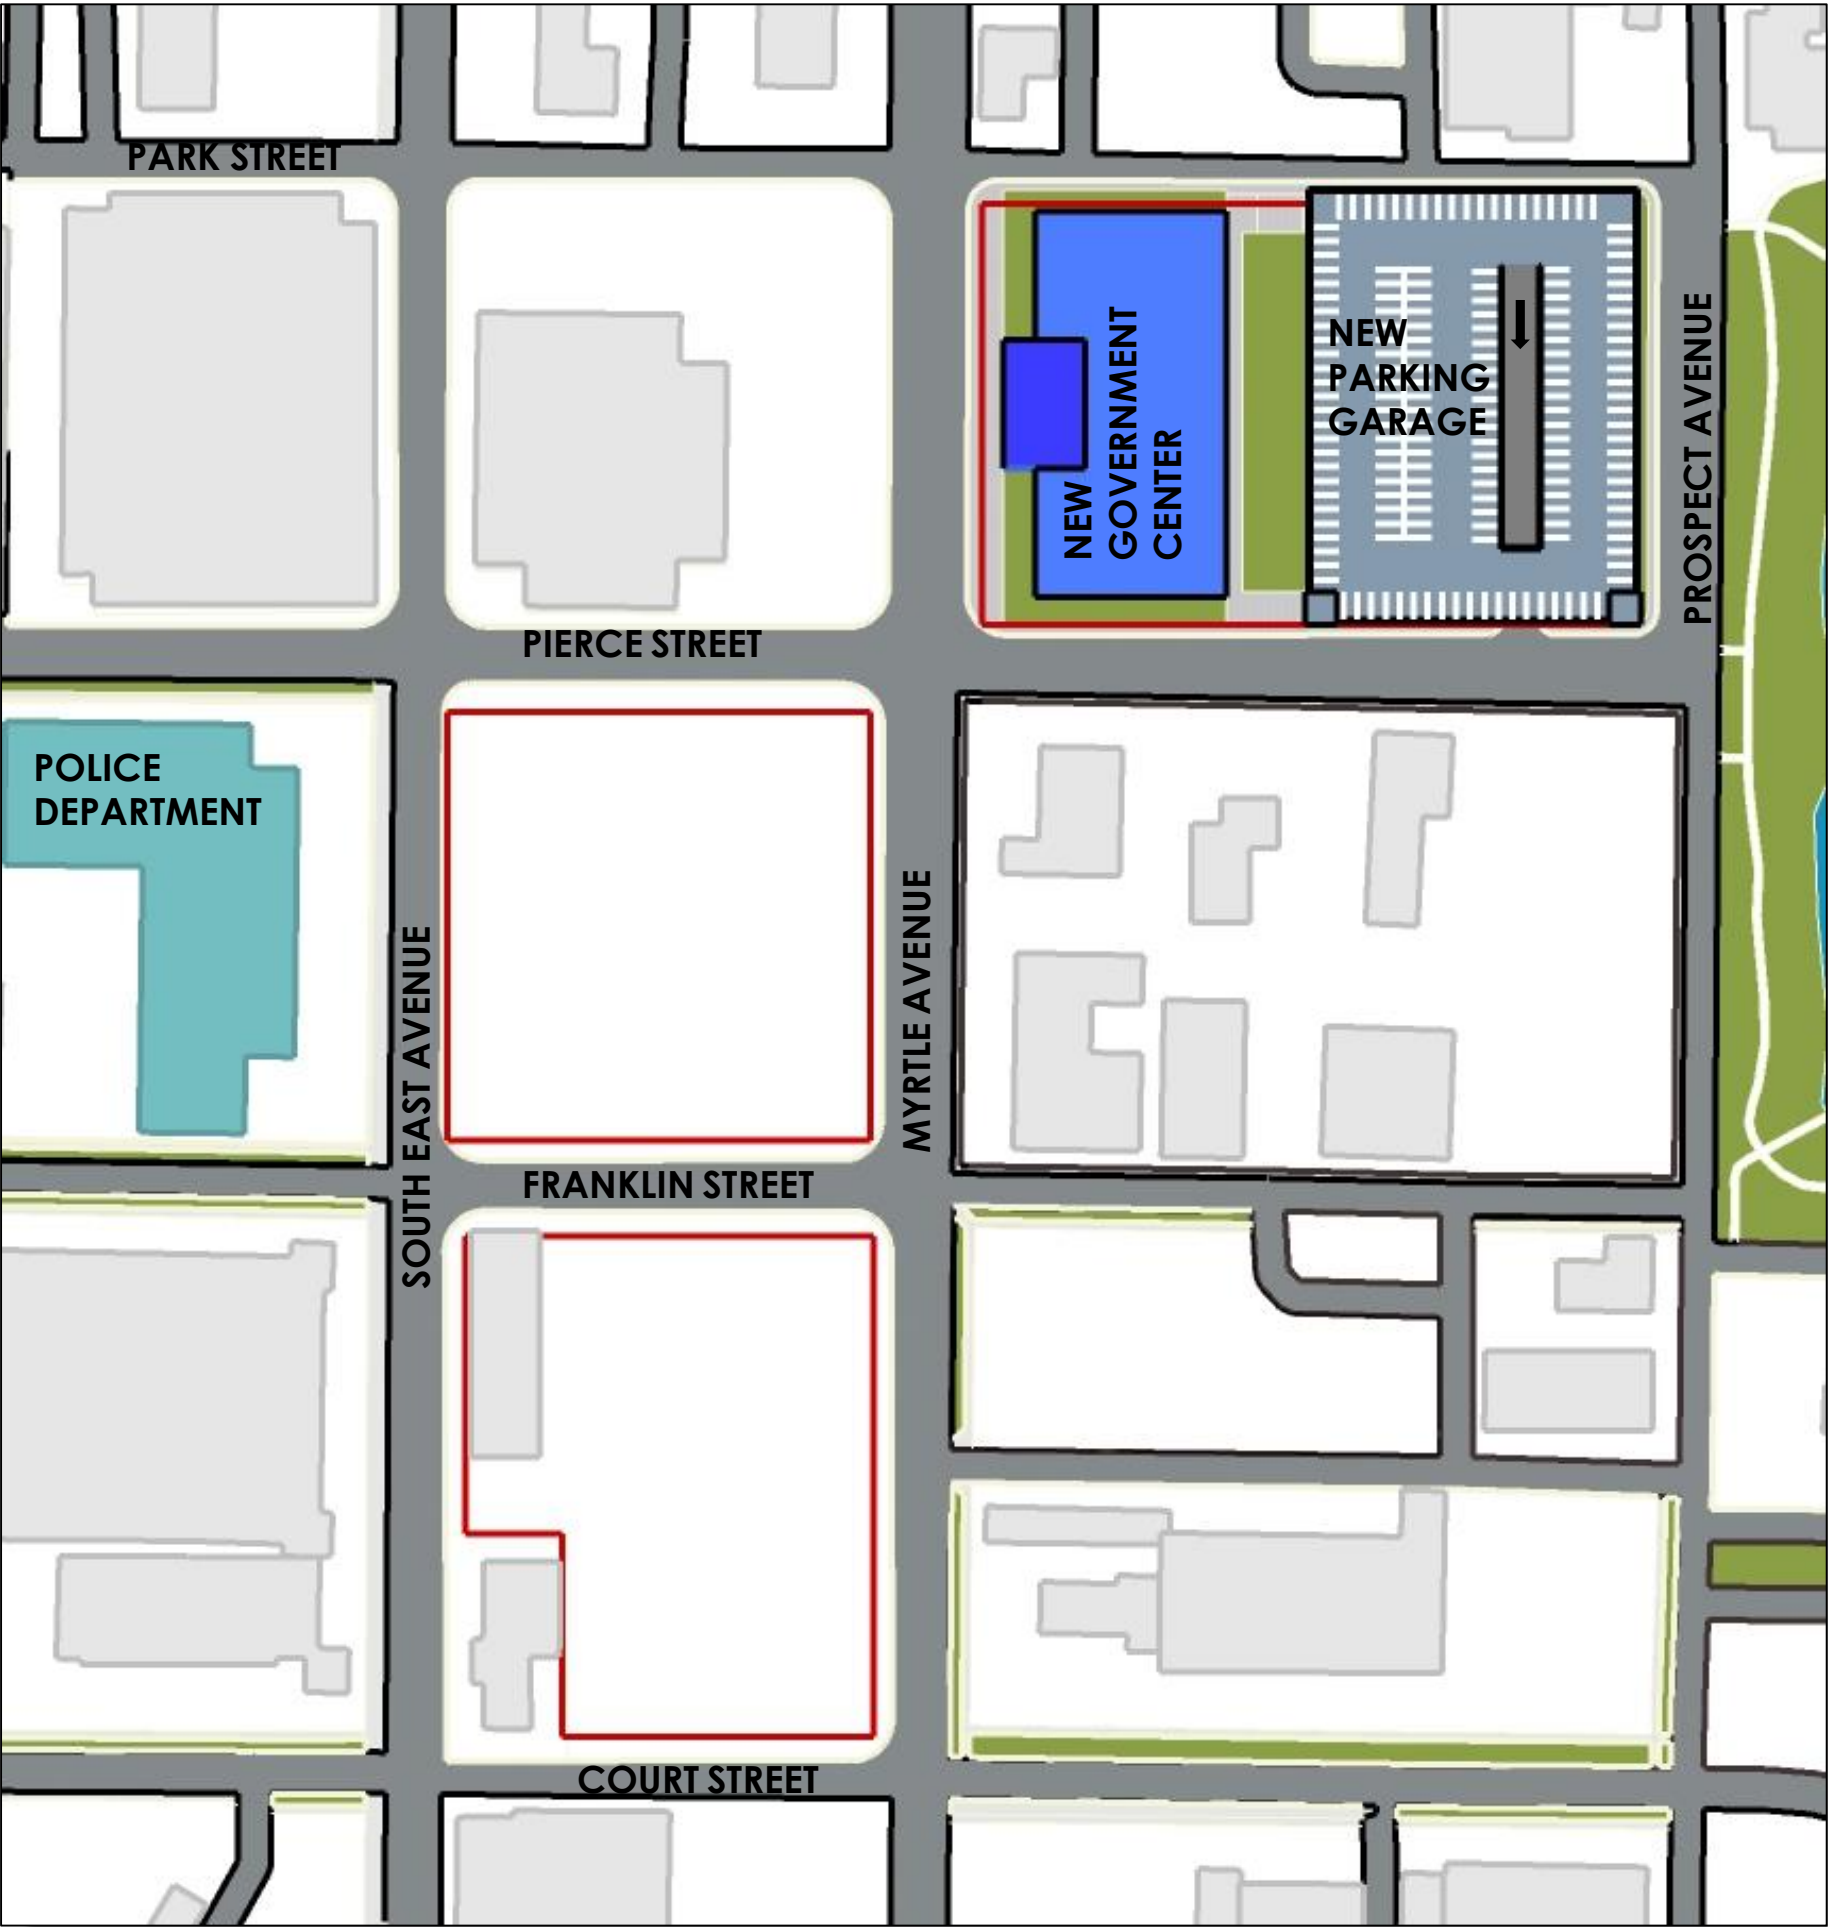 PARK STREET
NEW
GOVERNMENT
CENTER
NEW
PARKING
GARAGE
PROSPECT AVENUE
PIERCE STREET
POLICE
DEPARTMENT
SOUTH EAST AVENUE
MYRTLE AVENUE
FRANKLIN STREET
COURT STREET